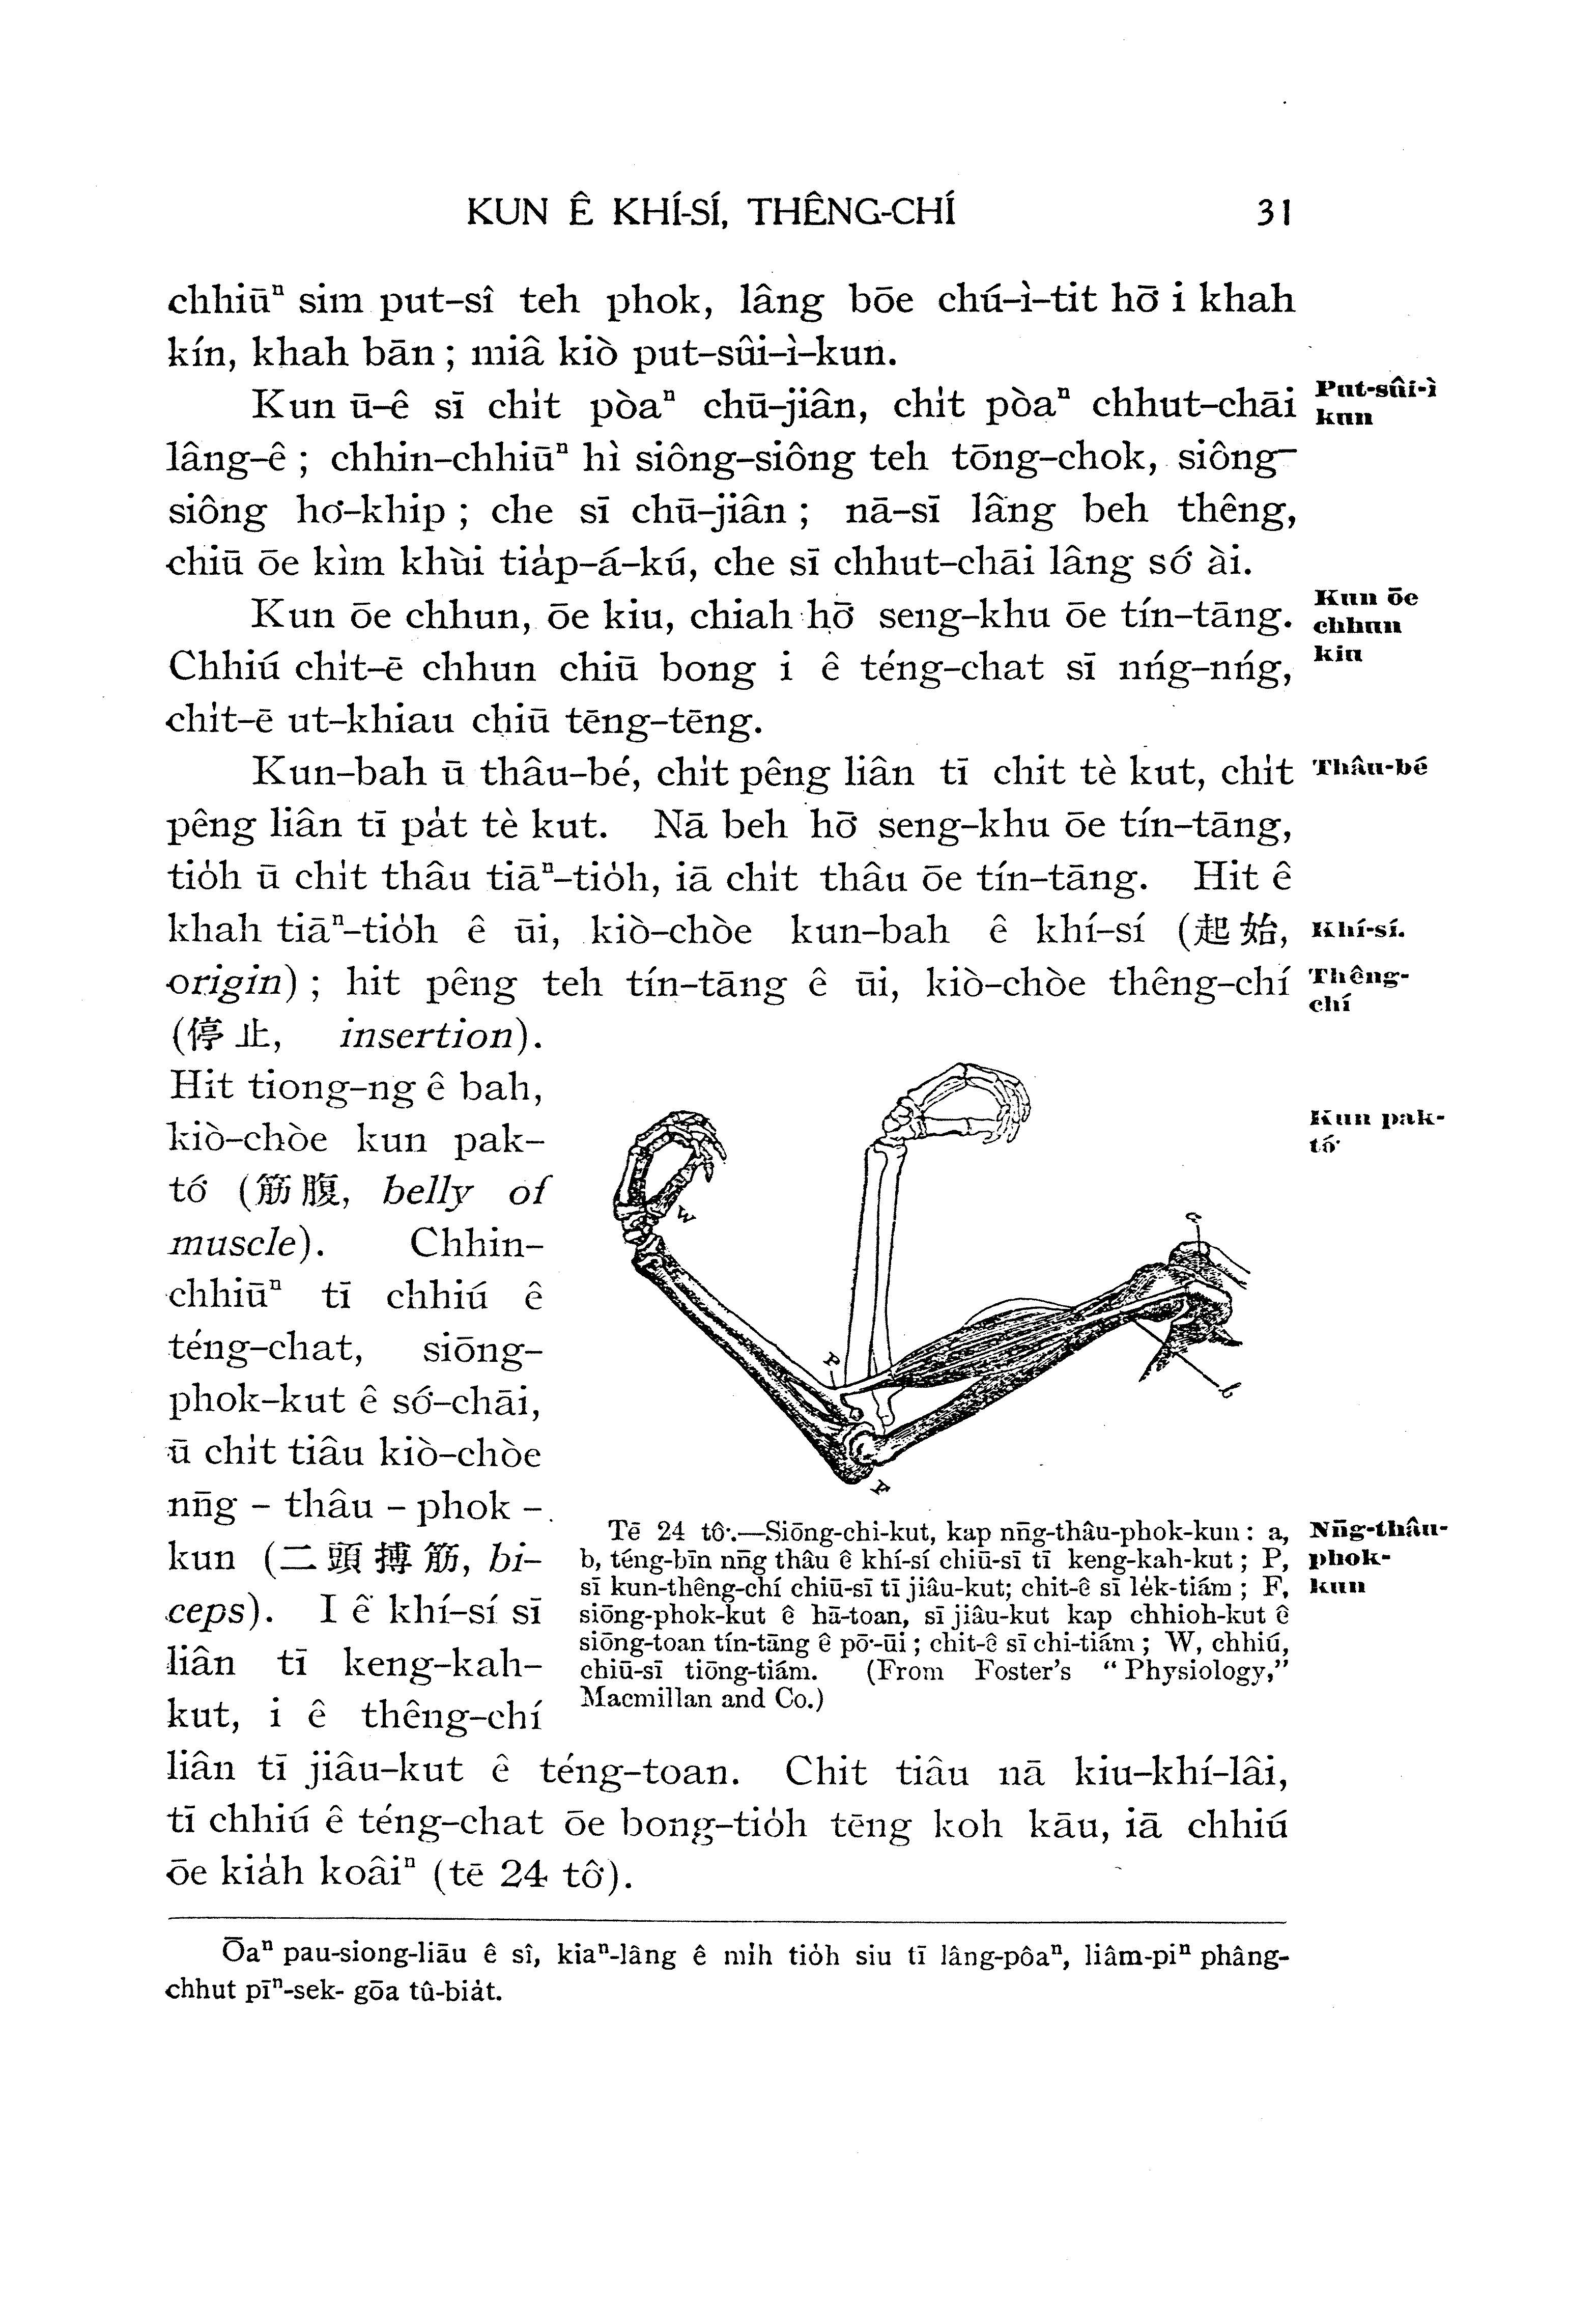 KUN Ê KHÍ-SÍ, THÊNG-CHÍ 31
chhiūⁿ sim put-sî teh phok, lâng bōe chú-ì-tit hō͘ i khah
kín, khah bān; miâ kiò put-sûi-ì-kun.
Kun ū-ê sī chi̍t pòaⁿ chū-jiân, chi̍t pòaⁿ chhut-chāi
Put-sûi-ì
kun
lâng-ê; chhin-chhiūⁿ hì siông-siông teh tōng-chok, siông-
siông ho͘-khip; che sī chū-jiân; nā-sī lâng beh thêng,
chiū ōe kìm khùi tia̍p-á-kú, che sī chhut-chāi lâng só͘ ài.
Kun ōe chhun, ōe kiu, chiah hō͘ seng-khu ōe tín-tāng.
Kun ōe
chhun
kiu
Chhiú chi̍t-ē chhun chiū bong i ê téng-chat sī nńg-nńg,
chi̍t-ē ut-khiau chiū tēng-tēng.
Kun-bah ū thâu-bé, chi̍t pêng liân tī chit tè kut, chi̍t
Thâu-bé
pêng liân tī pa̍t tè kut. Nā beh hō͘ seng-khu ōe tín-tāng,
tio̍h ū chi̍t thâu tiāⁿ-tio̍h, iā chi̍t thâu ōe tín-tāng. Hit ê
khah tiāⁿ-tio̍h ê ūi, kiò-chòe kun-bah ê khí-sí (起始,
Khí-sí.
origin); hit pêng teh tín-tāng ê ūi, kiò-chòe thêng-chí
Thêng-
chí
(停止, insertion).
Hit tiong-ng ê bah,
kiò-chòe kun pak-
Kun pak-
tó͘
tó͘ (筋腹, belly of
muscle). Chhin-
chhiūⁿ tī chhiú ê
téng-chat, siōng-
phok-kut ê só͘-chāi,
ū chi̍t tiâu kiò-chòe
nn̄g-thâu-phok-
kun (二頭搏筋, bi-
ceps). I ê khí-sí sī
liân tī keng-kah-
kut, i ê thêng-chí
W
P
F
a
b
Tē 24 tô͘.—Siōng-chi-kut, kap nn̄g-thâu-phok-kun: a,
b, téng-bīn nn̄g thâu ê khí-sí chiū-sī tī keng-kah-kut; P,
sī kun-thêng-chí chiū-sī tī jiâu-kut; chit-ê sī le̍k-tiám; F,
siōng-phok-kut ê hā-toan, sī jiâu-kut kap chhioh-kut ê
siōng-toan tín-tāng ê pō͘-ūi; chit-ê sī chi-tiám; W, chhiú,
chiū-sī tiōng-tiám. (From Foster's "Physiology,"
Macmillan and Co.)
Nn̄g-thâu-
phok-
kun
liân tī jiâu-kut ê téng-toan. Chit tiâu nā kiu-khí-lâi,
tī chhiú ê téng-chat ōe bong-tio̍h tēng koh kāu, iā chhiú
ōe kia̍h koâiⁿ (tē 24 tô͘).
Ōaⁿ pau-siong-liāu ê sî, kiaⁿ-lâng ê mi̍h tio̍h siu tī lâng-pôaⁿ, liâm-piⁿ phâng-
chhut pīⁿ-sek- gōa tû-bia̍t.